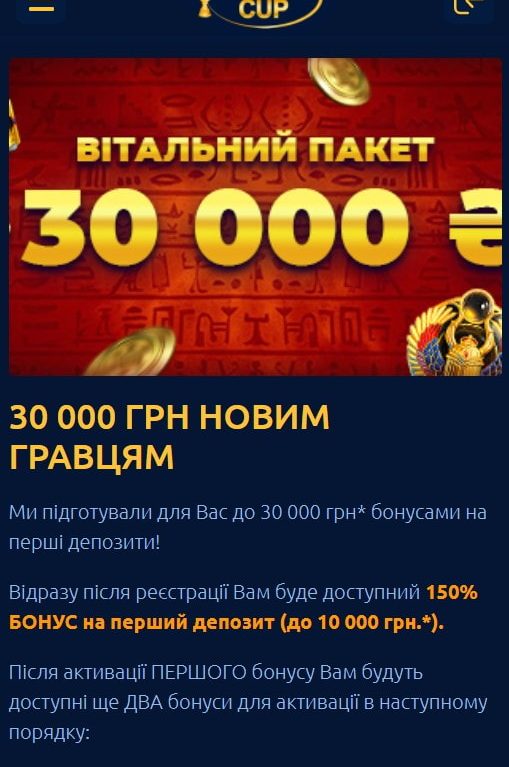 CUP
ВІТАЛЬНИЙ ПАКЕТ
30 000 ₴
30 000 ГРН НОВИМ
ГРАВЦЯМ
Ми підготували для Вас до 30 000 грн* бонусами на
перші депозити!
Відразу після реєстрації Вам буде доступний 150%
БОНУС на перший депозит (до 10 000 грн.*).
Після активації ПЕРШОГО бонусу Вам будуть
доступні ще ДВА бонуси для активації в наступному
порядку: